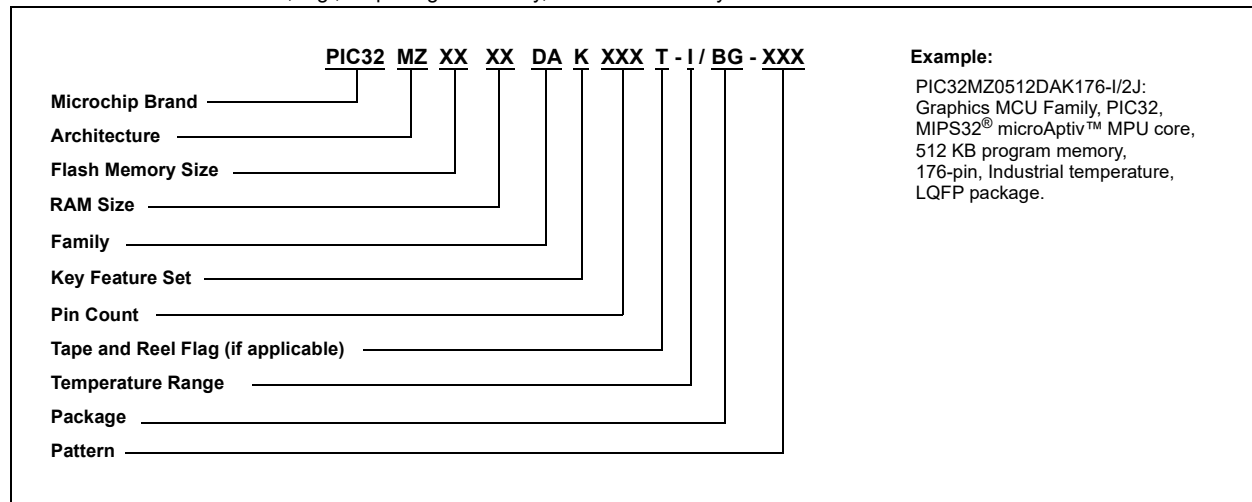 PIC32 MZ XX XX DA K XXX T - I / BG - XXX
Microchip Brand
Architecture
Flash Memory Size
RAM Size
Family
Key Feature Set
Pin Count
Tape and Reel Flag (if applicable)
Temperature Range
Package
Pattern
Example:
PIC32MZ0512DAK176-I/2J:
Graphics MCU Family, PIC32,
MIPS32® microAptiv™ MPU core,
512 KB program memory,
176-pin, Industrial temperature,
LQFP package.